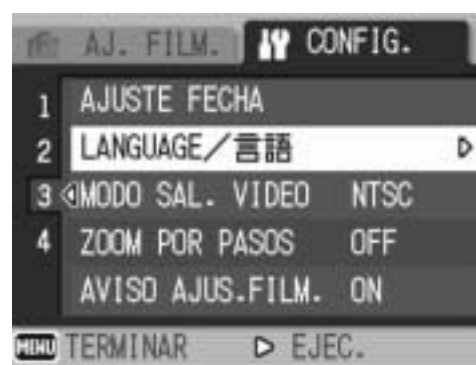 AJ. FILM. CONFIG.
1 AJUSTE FECHA
2 LANGUAGE/言語
3 MODO SAL. VIDEO NTSC
4 ZOOM POR PASOS OFF
AVISO AJUS.FILM. ON
MENU TERMINAR EJEC.